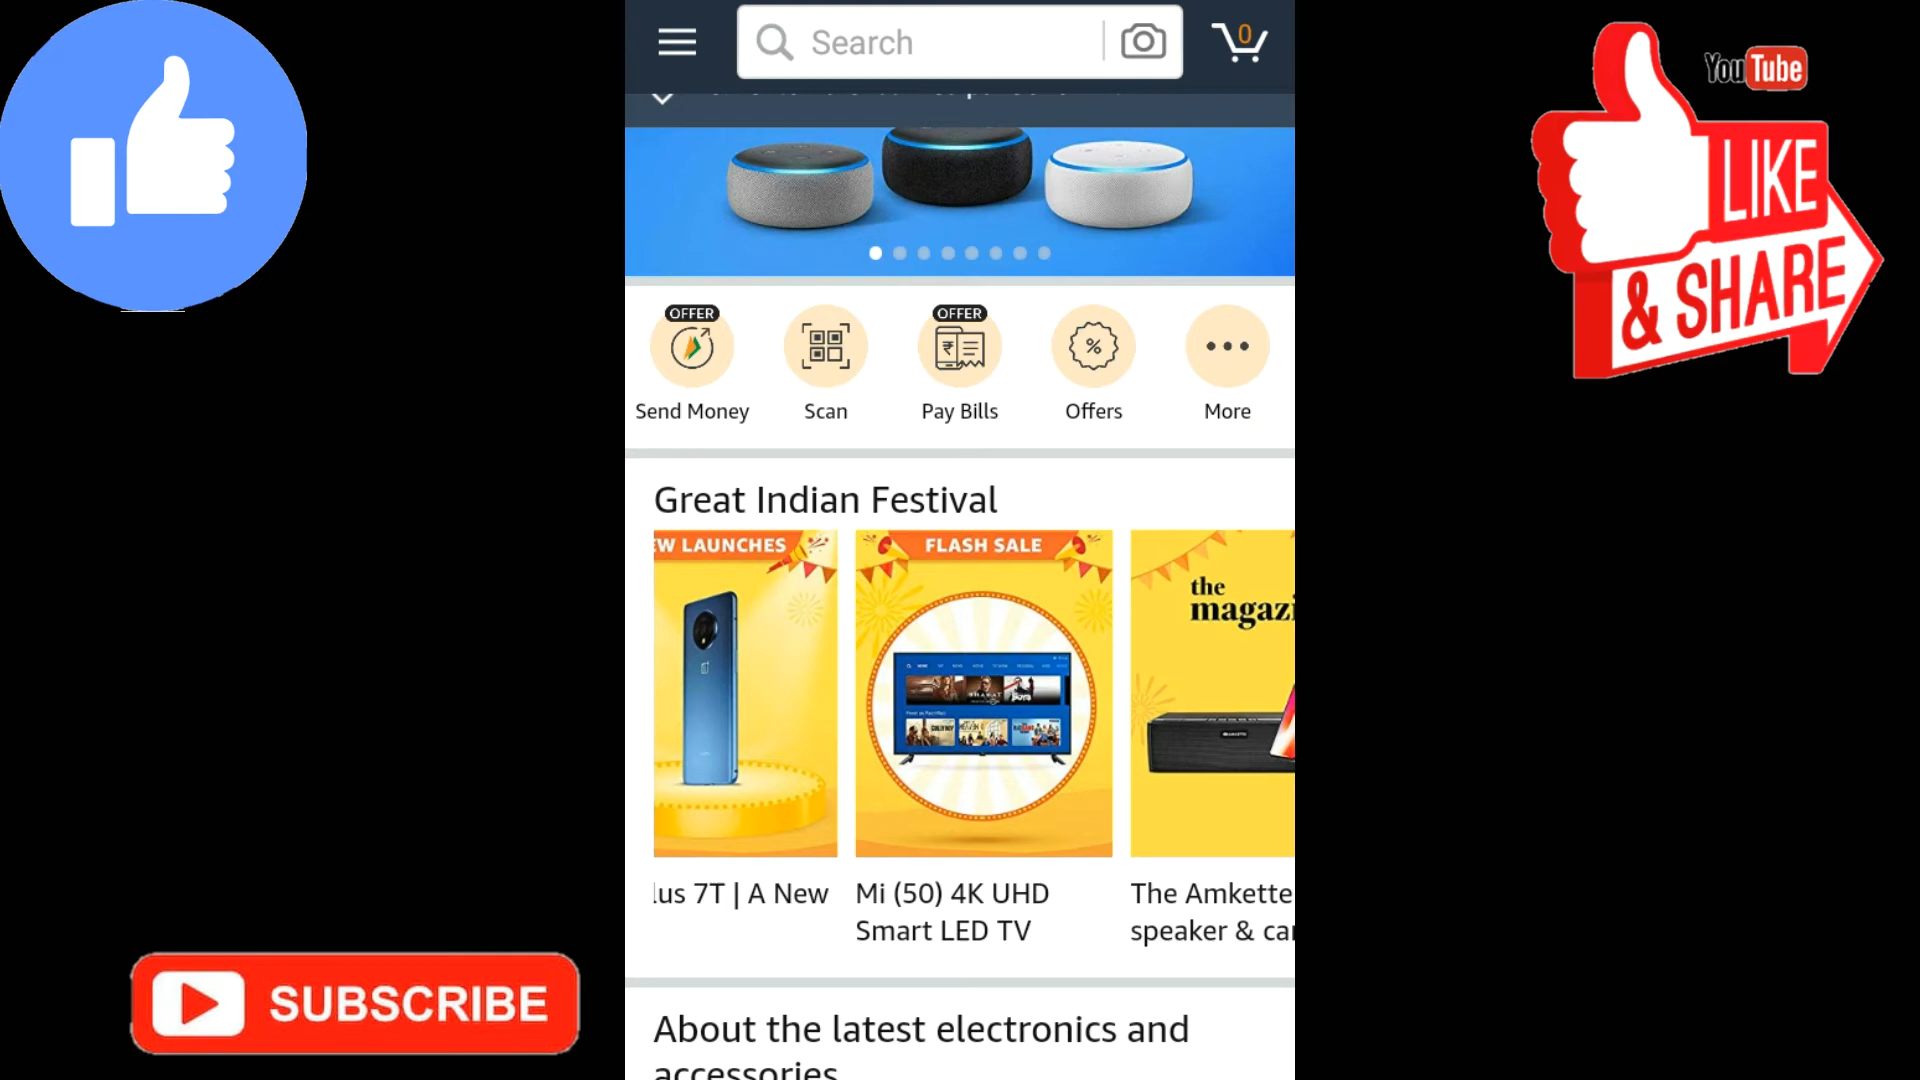 Search
0
YouTube
LIKE
& SHARE
OFFER
OFFER
Send Money
Scan
Pay Bills
Offers
More
Great Indian Festival
EW LAUNCHES
FLASH SALE
the
magazi
lus 7T | A New
Mi (50) 4K UHD
Smart LED TV
The Amkette
speaker & car
SUBSCRIBE
About the latest electronics and
accessories